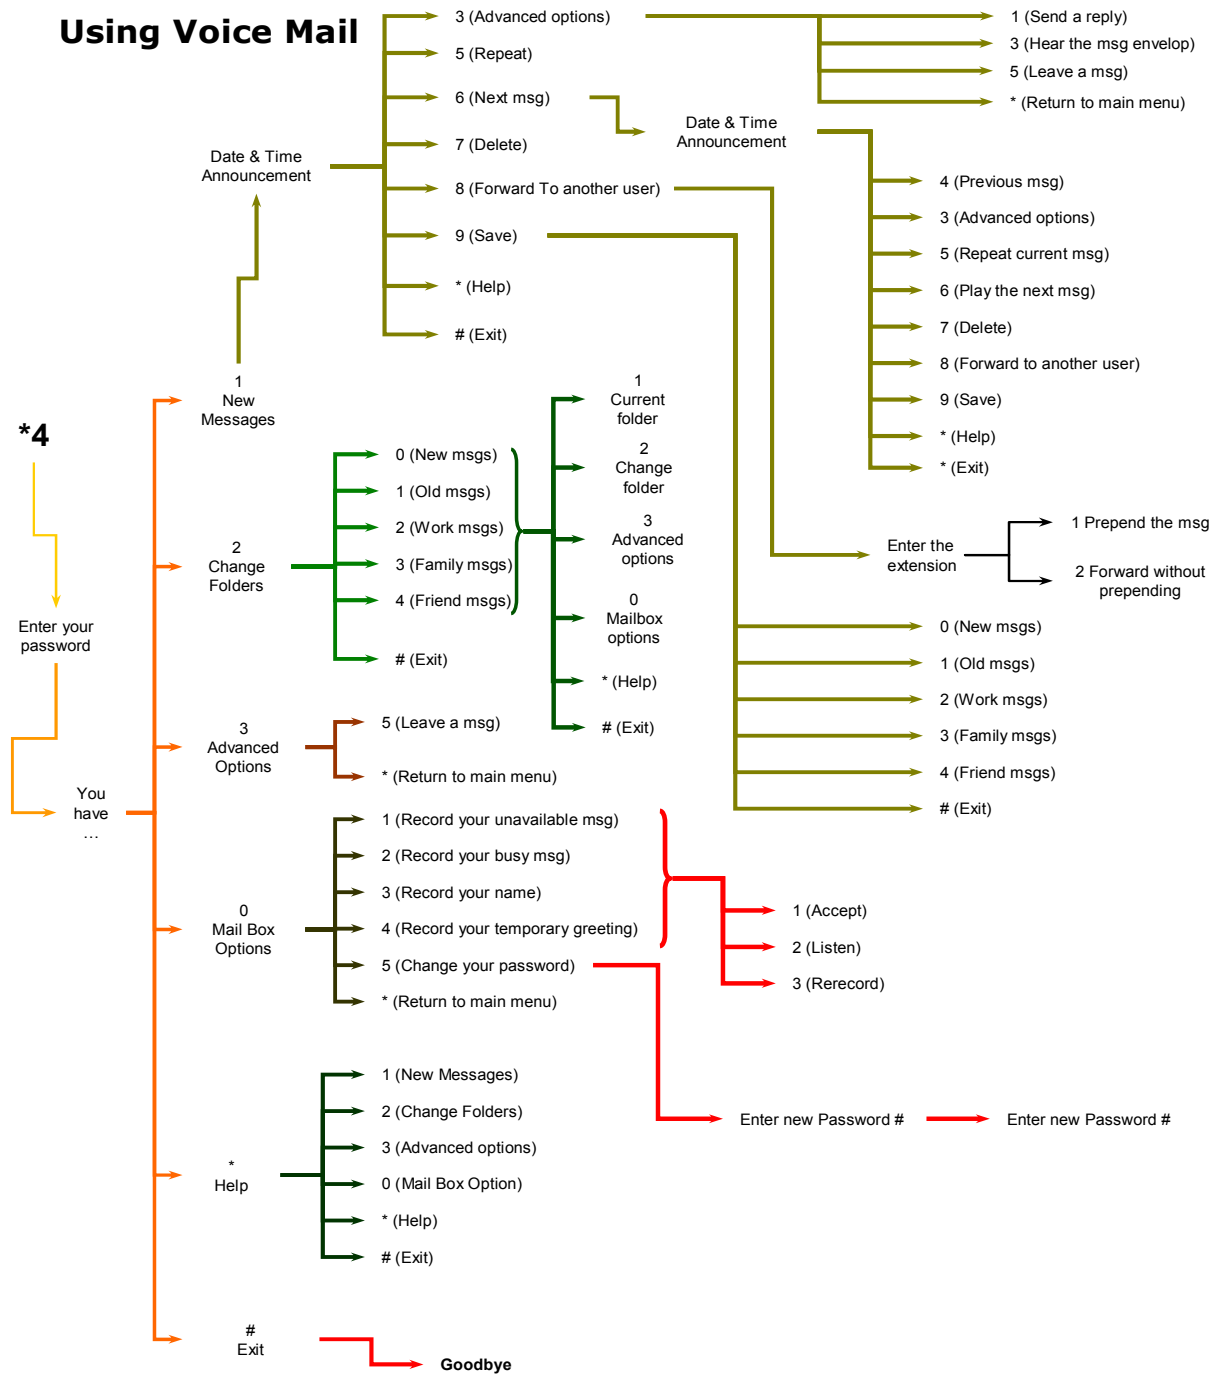 Using Voice Mail
3 (Advanced options)
5 (Repeat)
6 (Next msg)
7 (Delete)
8 (Forward To another user)
9 (Save)
* (Help)
# (Exit)
1 (Send a reply)
3 (Hear the msg envelop)
5 (Leave a msg)
* (Return to main menu)
Date & Time
Announcement
Date & Time
Announcement
4 (Previous msg)
3 (Advanced options)
5 (Repeat current msg)
6 (Play the next msg)
7 (Delete)
8 (Forward to another user)
9 (Save)
* (Help)
* (Exit)
*4
Enter your
password
You
have
...
1
New
Messages
2
Change
Folders
0 (New msgs)
1 (Old msgs)
2 (Work msgs)
3 (Family msgs)
4 (Friend msgs)
# (Exit)
1
Current
folder
2
Change
folder
3
Advanced
options
0
Mailbox
options
* (Help)
# (Exit)
Enter the
extension
1 Prepend the msg
2 Forward without
prepending
0 (New msgs)
1 (Old msgs)
2 (Work msgs)
3 (Family msgs)
4 (Friend msgs)
# (Exit)
3
Advanced
Options
5 (Leave a msg)
* (Return to main menu)
0
Mail Box
Options
1 (Record your unavailable msg)
2 (Record your busy msg)
3 (Record your name)
4 (Record your temporary greeting)
5 (Change your password)
* (Return to main menu)
1 (Accept)
2 (Listen)
3 (Rerecord)
Enter new Password #
Enter new Password #
*
Help
1 (New Messages)
2 (Change Folders)
3 (Advanced options)
0 (Mail Box Option)
* (Help)
# (Exit)
#
Exit
Goodbye